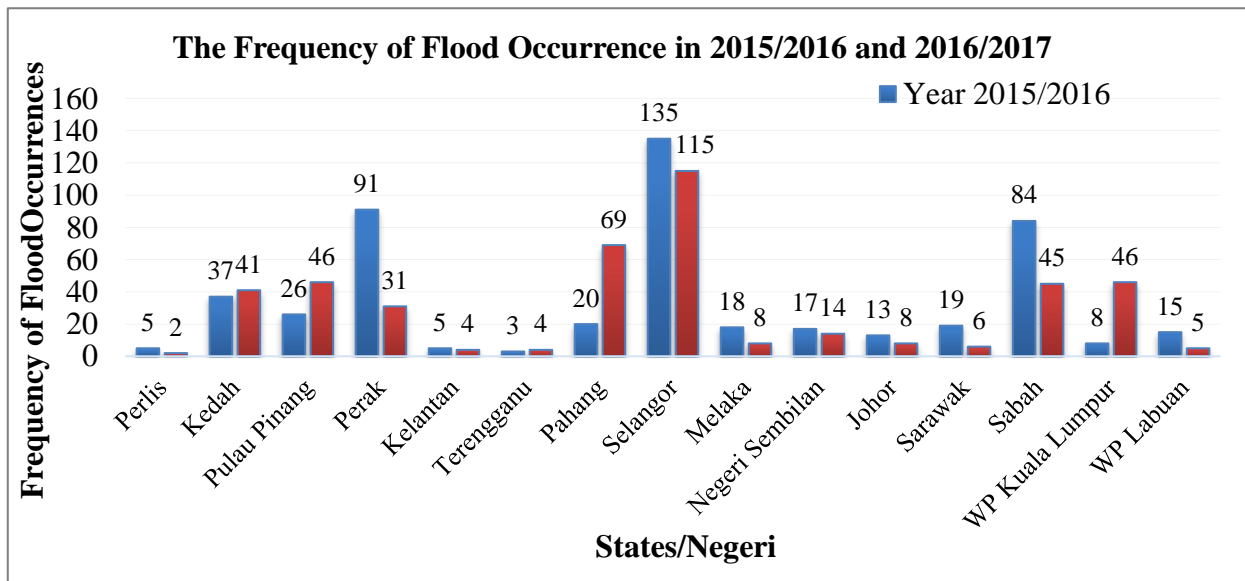 The Frequency of Flood Occurrence in 2015/2016 and 2016/2017
Frequency of FloodOccurrences
Year 2015/2016
160
140
120
100
80
60
40
20
0
5 2
37 41
26 46
91 31
5 4
3 4
20 69
135 115
18 8
17 14
13 8
19 6
84 45
8 46
15 5
Perlis
Kedah
Pulau Pinang
Perak
Kelantan
Terengganu
Pahang
Selangor
Melaka
Negeri Sembilan
Johor
Sarawak
Sabah
WP Kuala Lumpur
WP Labuan
States/Negeri